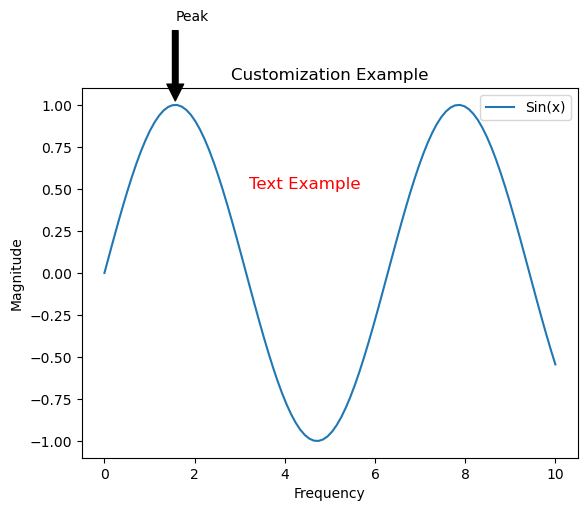 Peak
Customization Example
Sin(x)
1.00
0.75
Text Example
0.50
0.25
0.00
−0.25
−0.50
−0.75
−1.00
Magnitude
0 2 4 6 8 10
Frequency